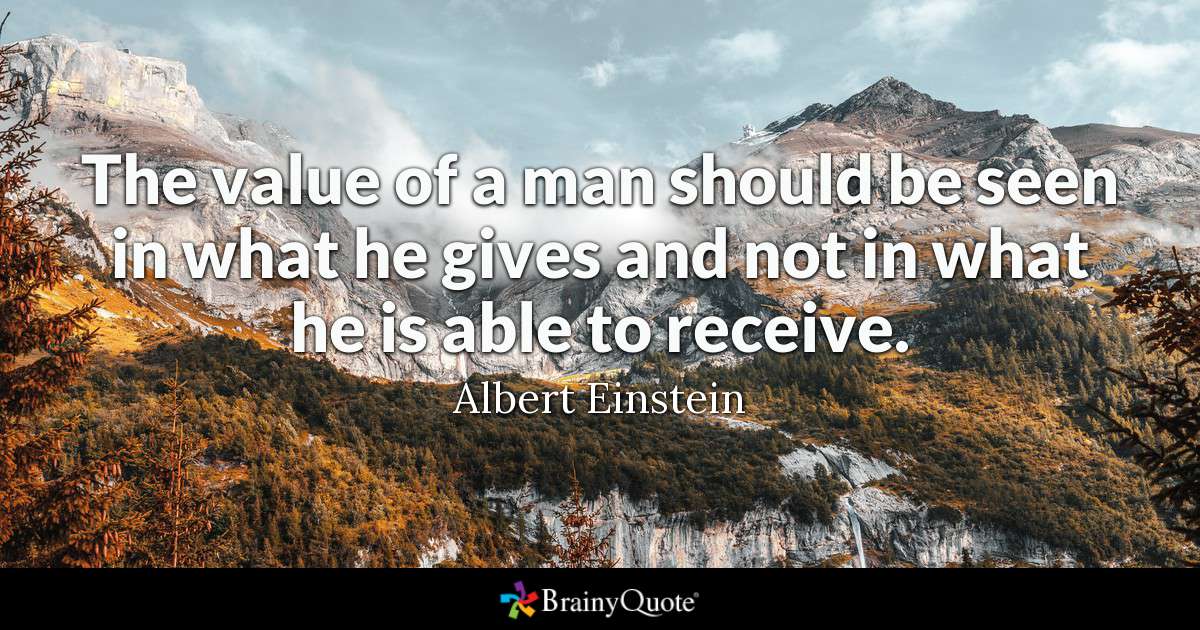 The value of a man should be seen
in what he gives and not in what
he is able to receive.
Albert Einstein
BrainyQuote®